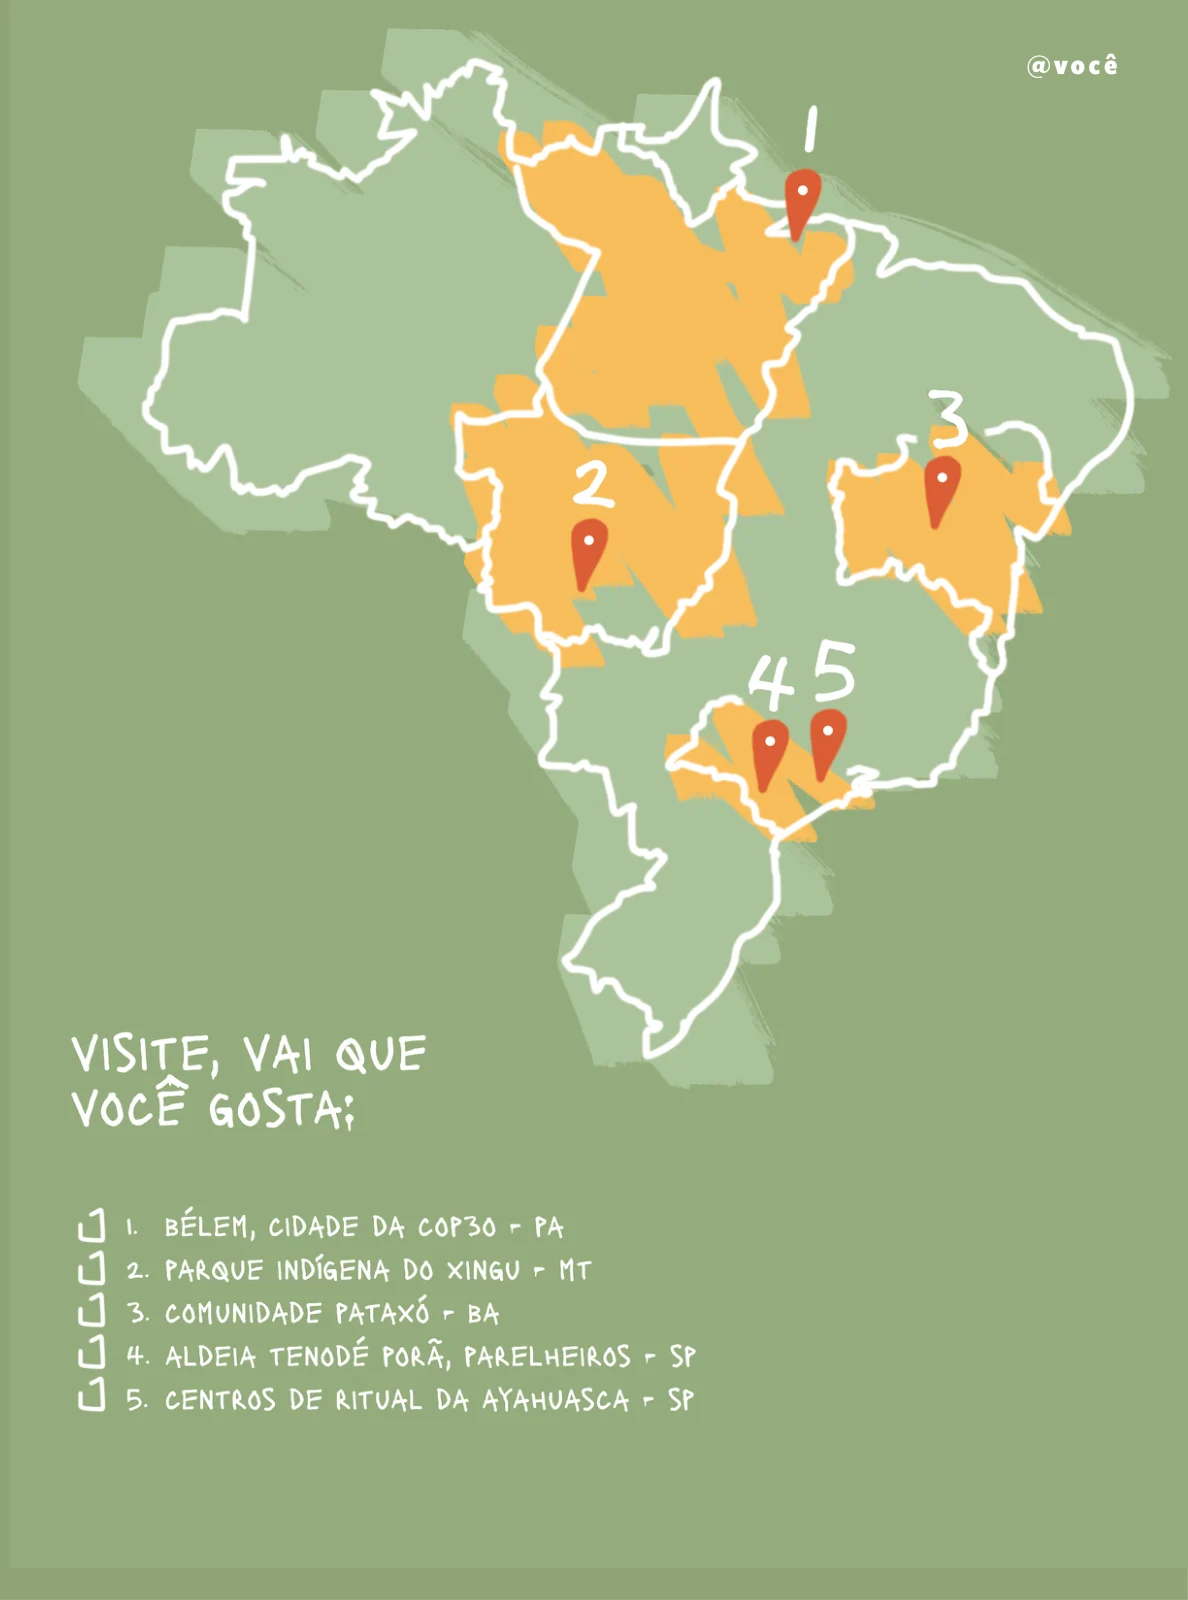 @você
1
2
3
4 5
VISITE, VAI QUE
VOCÊ GOSTA;
1. BÉLEM, CIDADE DA COP30 - PA
2. PARQUE INDÍGENA DO XINGU - MT
3. COMUNIDADE PATAXÓ - BA
4. ALDEIA TENODÉ PORÃ, PARELHEIROS - SP
5. CENTROS DE RITUAL DA AYAHUASCA - SP